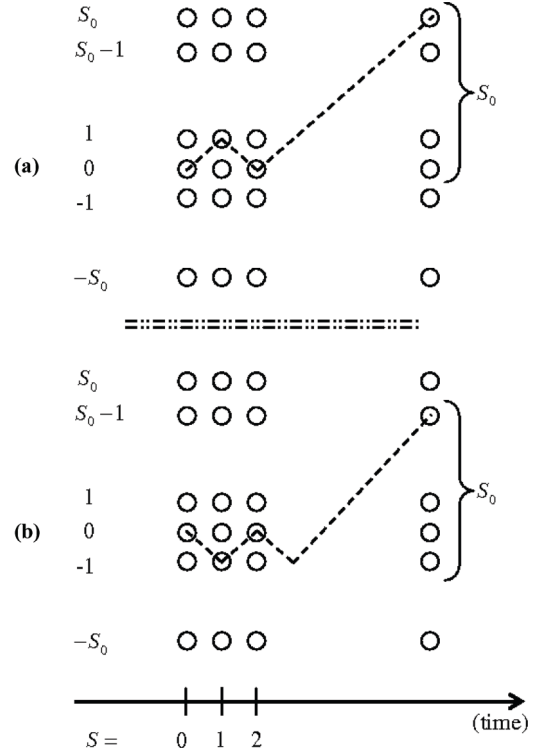 S₀
S₀ −1
1
(a) 0
-1
−S₀
S₀
S₀
S₀ −1
1
(b) 0
-1
−S₀
S₀
(time)
S = 0 1 2